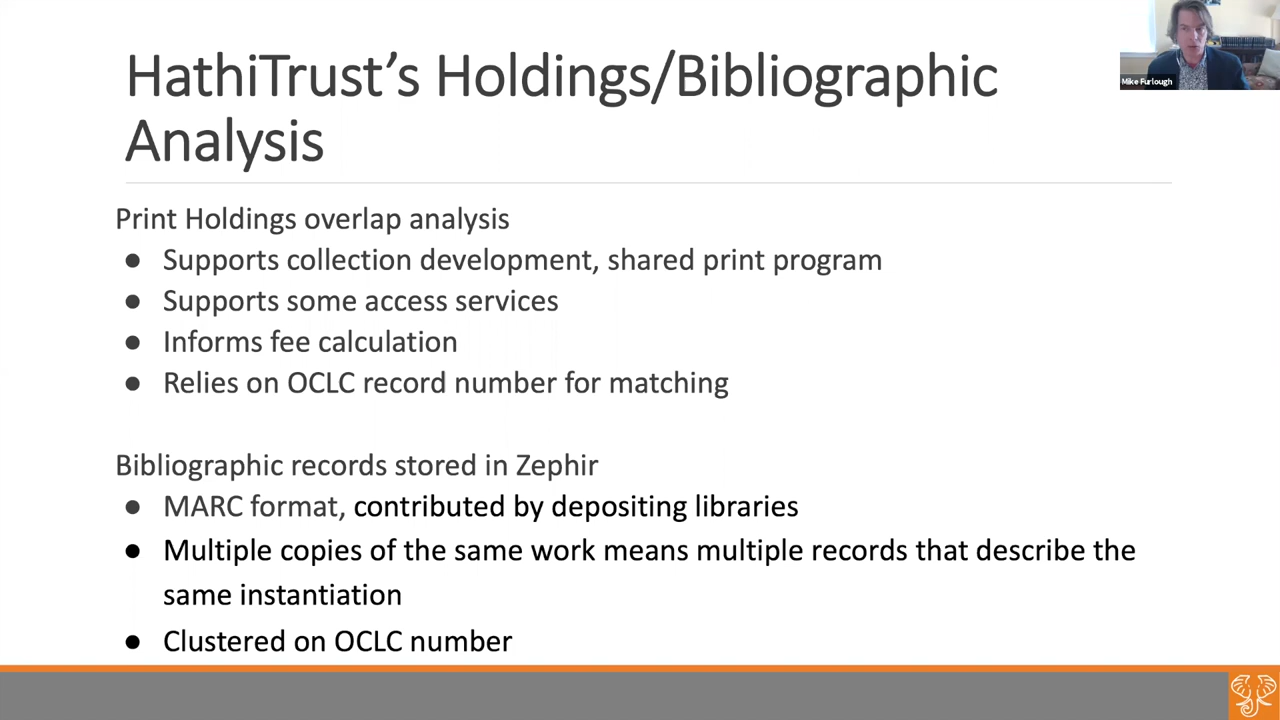 HathiTrust’s Holdings/Bibliographic
Analysis
Mike Furlough
Print Holdings overlap analysis
● Supports collection development, shared print program
● Supports some access services
● Informs fee calculation
● Relies on OCLC record number for matching
Bibliographic records stored in Zephir
● MARC format, contributed by depositing libraries
● Multiple copies of the same work means multiple records that describe the
same instantiation
● Clustered on OCLC number